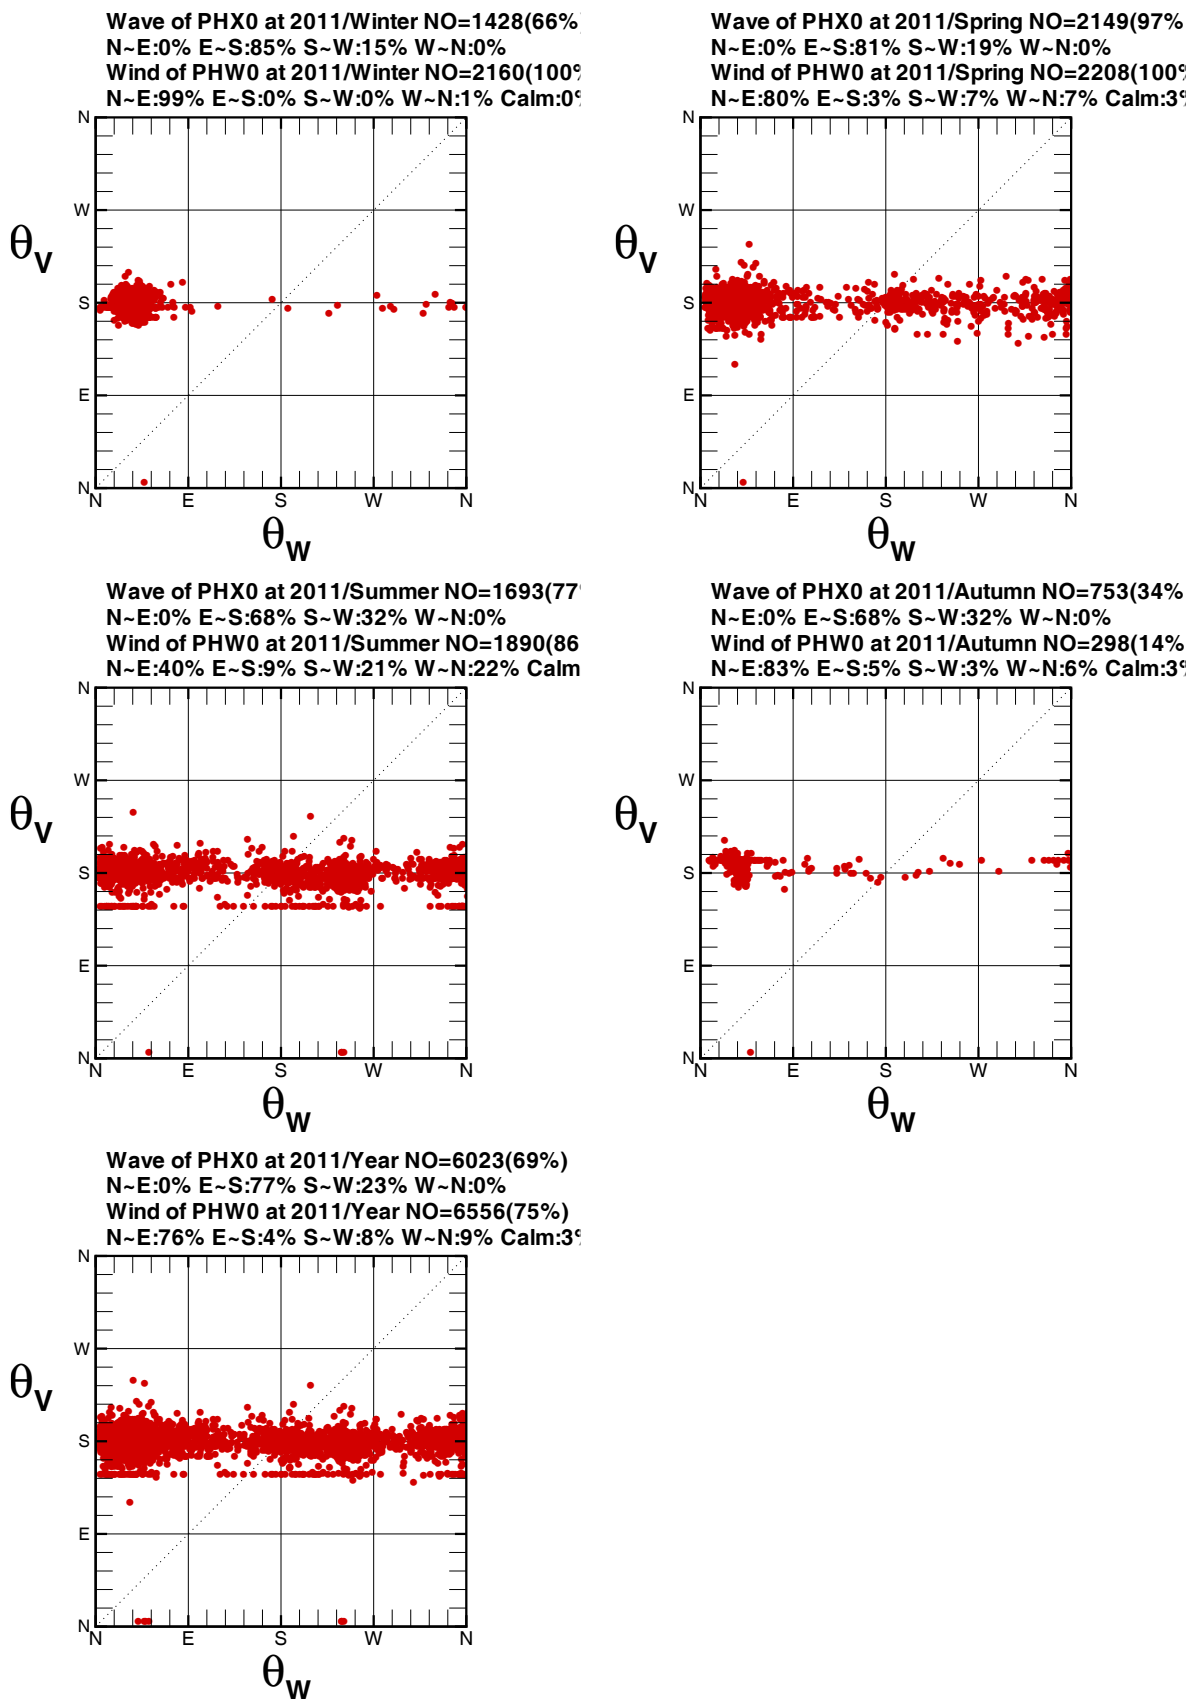 Wave of PHX0 at 2011/Winter NO=1428(66%
N~E:0% E~S:85% S~W:15% W~N:0%
Wind of PHW0 at 2011/Winter NO=2160(100%
N~E:99% E~S:0% S~W:0% W~N:1% Calm:0%
N
W
θV
S
E
N
N E S W N
θW
Wave of PHX0 at 2011/Spring NO=2149(97%
N~E:0% E~S:81% S~W:19% W~N:0%
Wind of PHW0 at 2011/Spring NO=2208(100%
N~E:80% E~S:3% S~W:7% W~N:7% Calm:3%
N
W
θV
S
E
N
N E S W N
θW
Wave of PHX0 at 2011/Summer NO=1693(77%
N~E:0% E~S:68% S~W:32% W~N:0%
Wind of PHW0 at 2011/Summer NO=1890(86
N~E:40% E~S:9% S~W:21% W~N:22% Calm
N
W
θV
S
E
N
N E S W N
θW
Wave of PHX0 at 2011/Autumn NO=753(34%
N~E:0% E~S:68% S~W:32% W~N:0%
Wind of PHW0 at 2011/Autumn NO=298(14%
N~E:83% E~S:5% S~W:3% W~N:6% Calm:3%
N
W
θV
S
E
N
N E S W N
θW
Wave of PHX0 at 2011/Year NO=6023(69%)
N~E:0% E~S:77% S~W:23% W~N:0%
Wind of PHW0 at 2011/Year NO=6556(75%)
N~E:76% E~S:4% S~W:8% W~N:9% Calm:3%
N
W
θV
S
E
N
N E S W N
θW